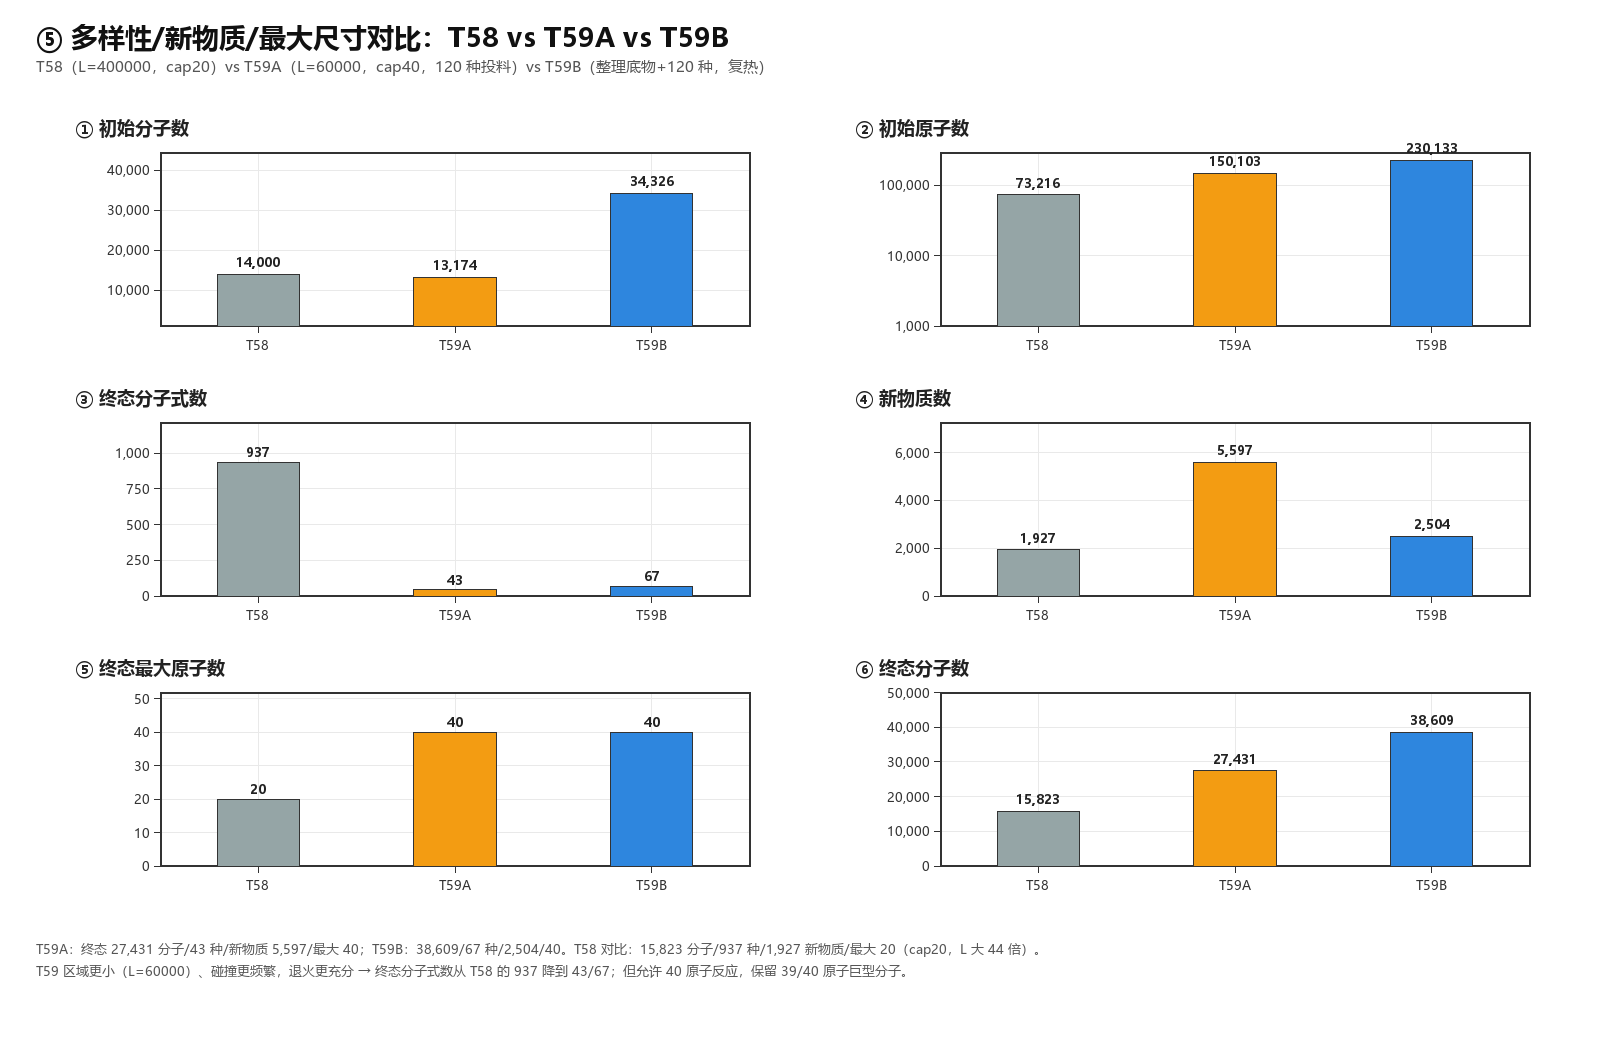 ⑤ 多样性/新物质/最大尺寸对比：T58 vs T59A vs T59B
T58（L=400000，cap20）vs T59A（L=60000，cap40，120 种投料）vs T59B（整理底物+120 种，复热）
① 初始分子数
40,000
30,000
20,000
10,000
14,000
13,174
34,326
T58
T59A
T59B
② 初始原子数
100,000
10,000
1,000
73,216
150,103
230,133
T58
T59A
T59B
③ 终态分子式数
1,000
750
500
250
0
937
43
67
T58
T59A
T59B
④ 新物质数
6,000
4,000
2,000
0
1,927
5,597
2,504
T58
T59A
T59B
⑤ 终态最大原子数
50
40
30
20
10
0
20
40
40
T58
T59A
T59B
⑥ 终态分子数
50,000
40,000
30,000
20,000
10,000
0
15,823
27,431
38,609
T58
T59A
T59B
T59A：终态 27,431 分子/43 种/新物质 5,597/最大 40；T59B：38,609/67 种/2,504/40。T58 对比：15,823 分子/937 种/1,927 新物质/最大 20（cap20，L 大 44 倍）。
T59 区域更小（L=60000）、碰撞更频繁，退火更充分 → 终态分子式数从 T58 的 937 降到 43/67；但允许 40 原子反应，保留 39/40 原子巨型分子。